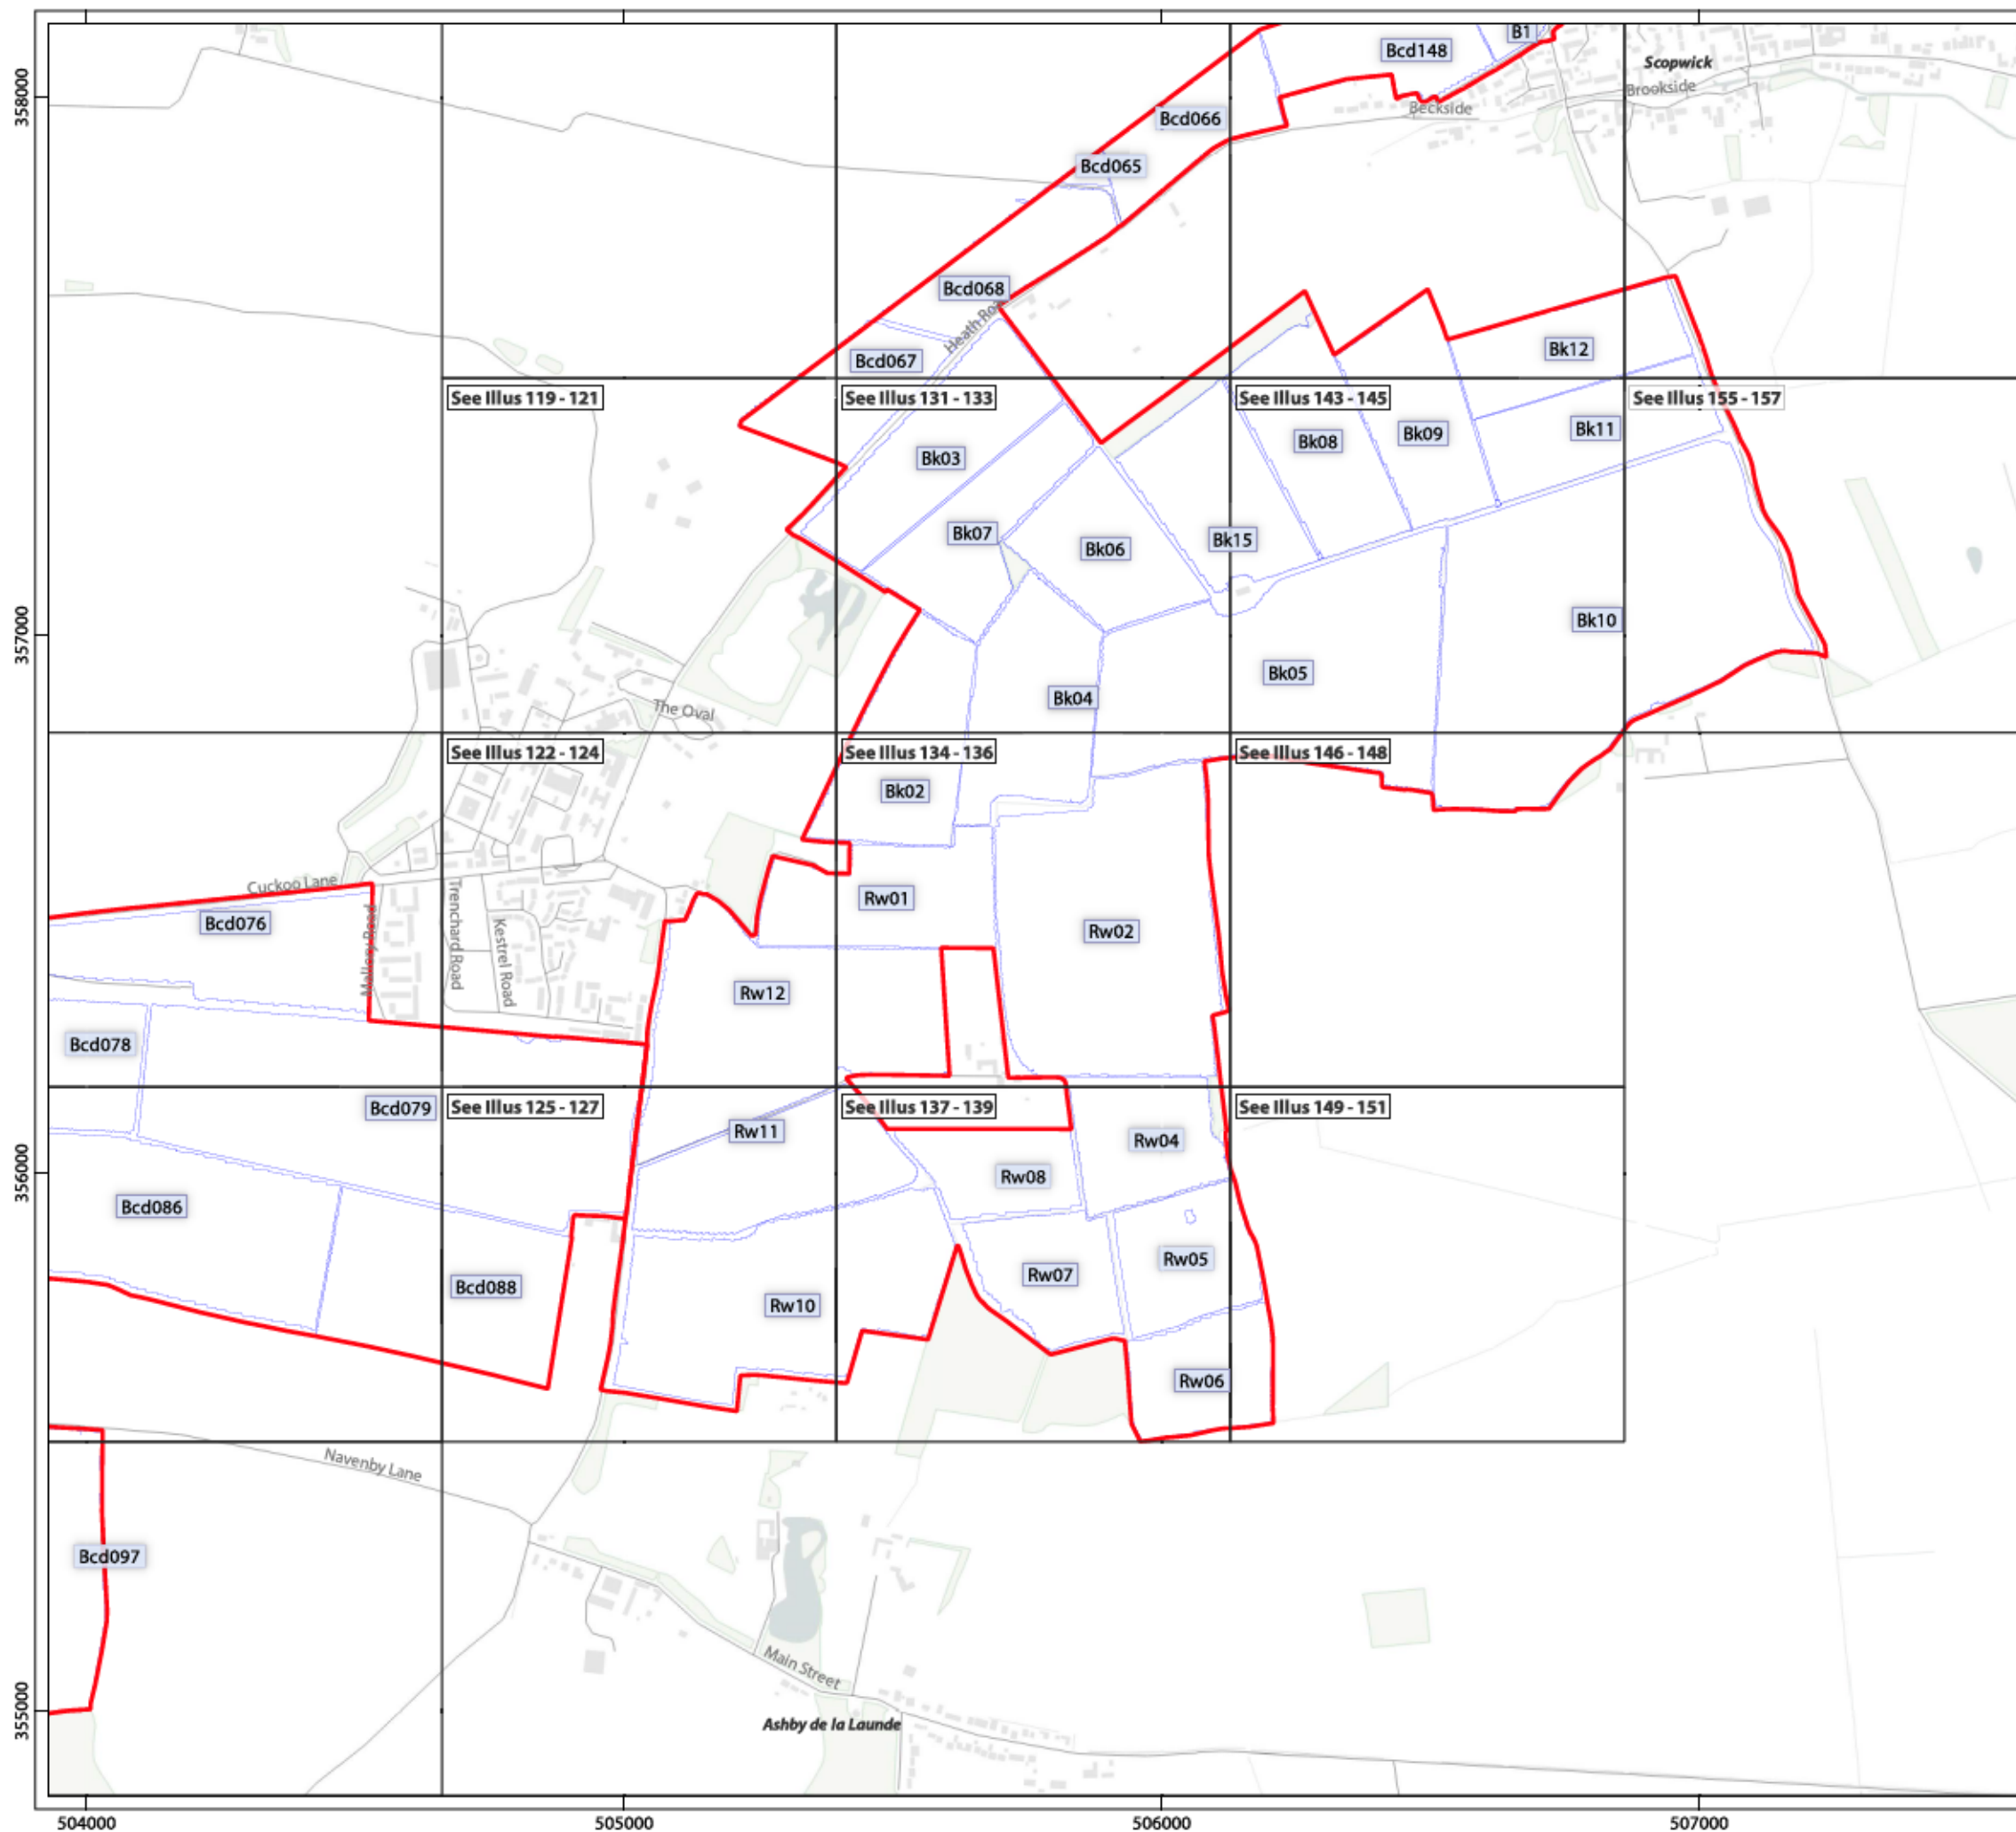 B1
Bcd148
Scopwick
358000
Brookside
Beckside
Bcd066
Bcd065
Bcd068
Heath Roa
Bk12
Bcd067
See Illus 119 - 121
See Illus 131 - 133
See Illus 143 - 145
See Illus 155 - 157
Bk11
Bk09
Bk08
Bk03
Bk07
Bk15
Bk06
357000
Bk10
Bk05
Bk04
The Oval
See Illus 122 - 124
See Illus 134 - 136
See Illus 146 - 148
Bk02
Cuckoo Lane
Rw01
Bcd076
Rw02
Mallory Road
Trenchard Road
Kestrel Road
Rw12
Bcd078
Bcd079
See Illus 125 - 127
See Illus 137 - 139
See Illus 149 - 151
Rw11
Rw04
356000
Rw08
Bcd086
Rw05
Rw07
Bcd088
Rw10
Rw06
Navenby Lane
Bcd097
Main Street
355000
Ashby de la Launde
504000
505000
506000
507000